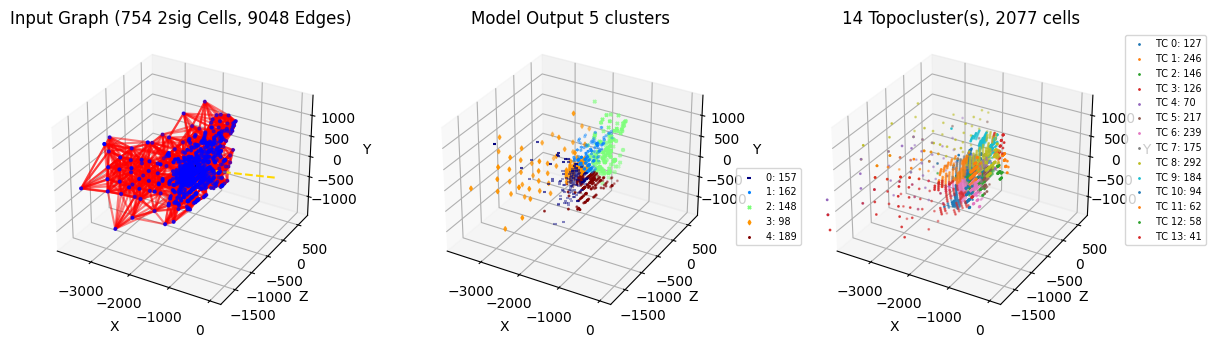 Input Graph (754 2sig Cells, 9048 Edges)
1000
500
0
−500
−1000
Y
500
0
−500
−1000
−1500
Z
−3000
−2000
−1000
0
X
Model Output 5 clusters
1000
500
0
−500
−1000
Y
0: 157
1: 162
2: 148
3: 98
4: 189
500
0
−500
−1000
−1500
Z
−3000
−2000
−1000
0
X
14 Topocluster(s), 2077 cells
1000
500
0
−500
−1000
Y
TC 0: 127
TC 1: 246
TC 2: 146
TC 3: 126
TC 4: 70
TC 5: 217
TC 6: 239
TC 7: 175
TC 8: 292
TC 9: 184
TC 10: 94
TC 11: 62
TC 12: 58
TC 13: 41
500
0
−500
−1000
−1500
Z
−3000
−2000
−1000
0
X